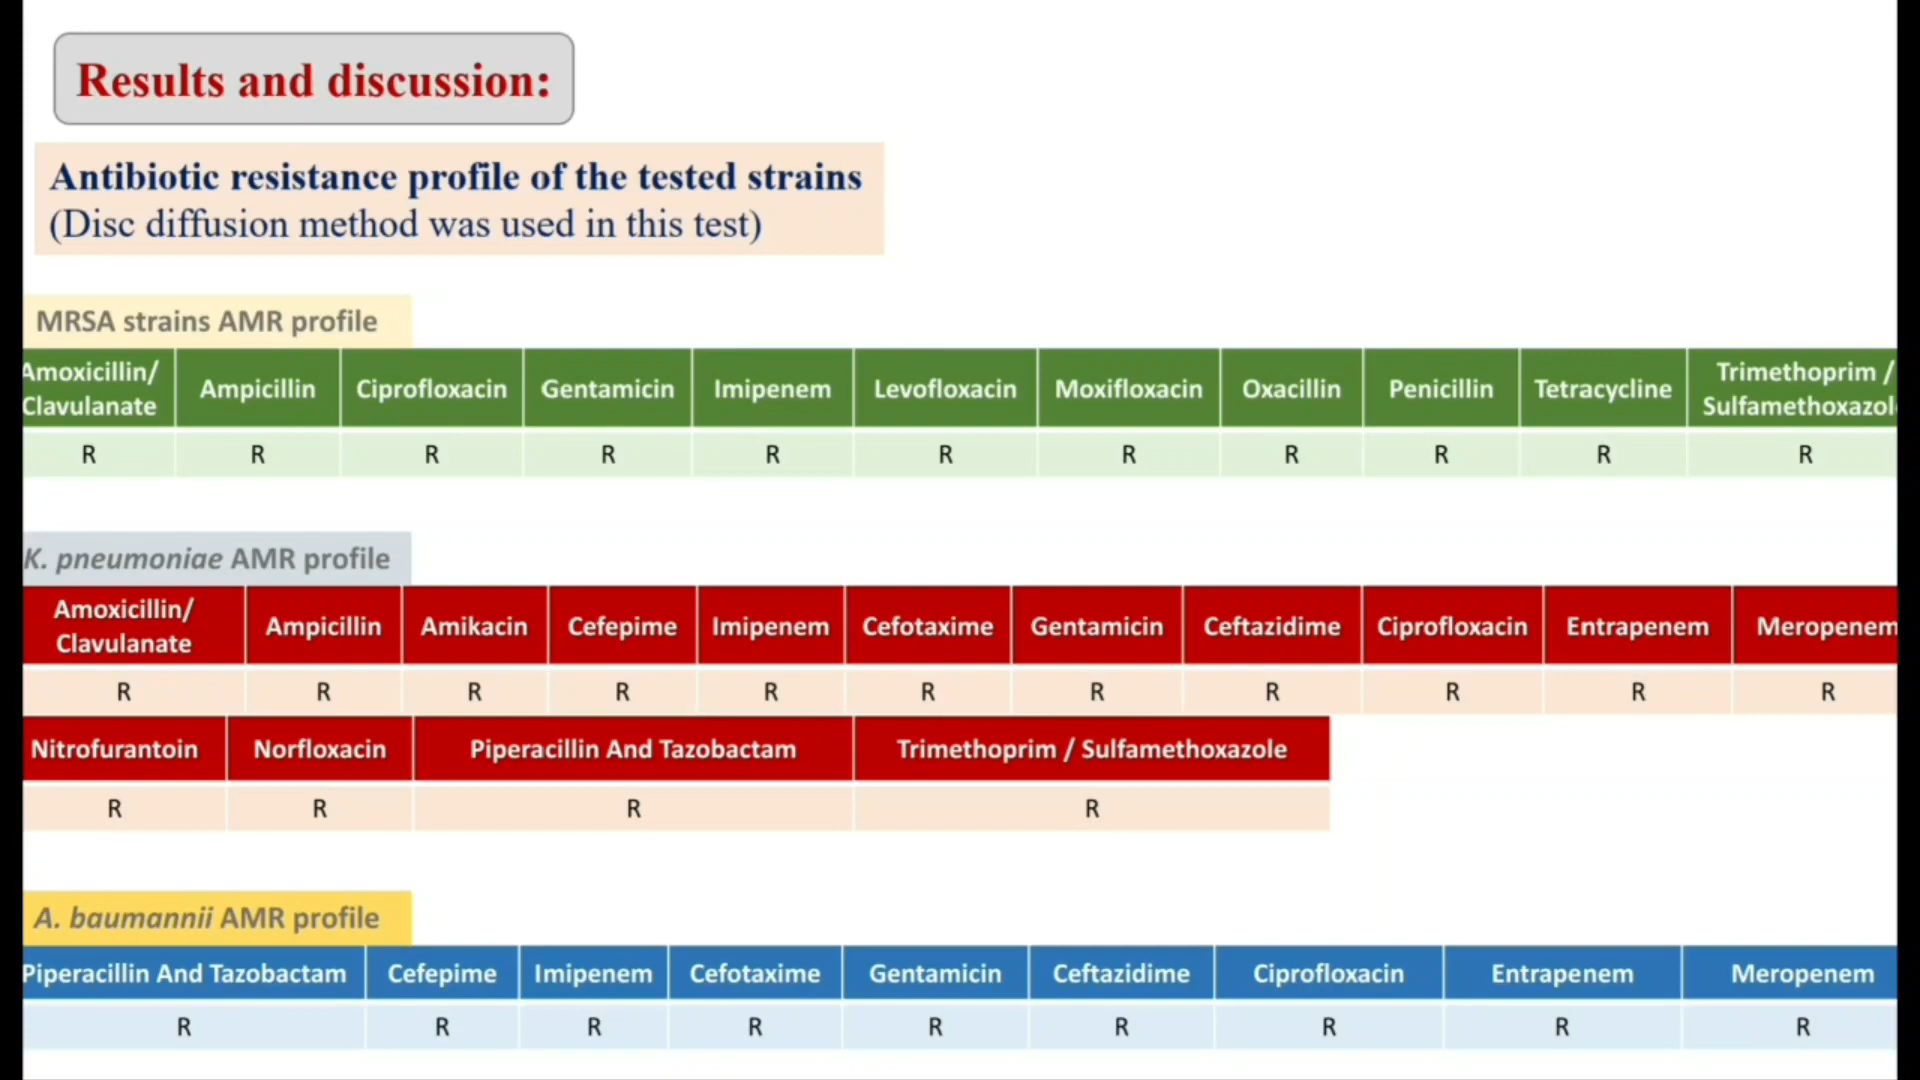 Results and discussion:
Antibiotic resistance profile of the tested strains
(Disc diffusion method was used in this test)
MRSA strains AMR profile
Amoxicillin/ Clavulanate Ampicillin Ciprofloxacin Gentamicin Imipenem Levofloxacin Moxifloxacin Oxacillin Penicillin Tetracycline Trimethoprim / Sulfamethoxazol
R R R R R R R R R R R
K. pneumoniae AMR profile
Amoxicillin/ Clavulanate Ampicillin Amikacin Cefepime Imipenem Cefotaxime Gentamicin Ceftazidime Ciprofloxacin Entrapenem Meropenem
R R R R R R R R R R R
Nitrofurantoin Norfloxacin Piperacillin And Tazobactam Trimethoprim / Sulfamethoxazole
R R R R
A. baumannii AMR profile
Piperacillin And Tazobactam Cefepime Imipenem Cefotaxime Gentamicin Ceftazidime Ciprofloxacin Entrapenem Meropenem
R R R R R R R R R